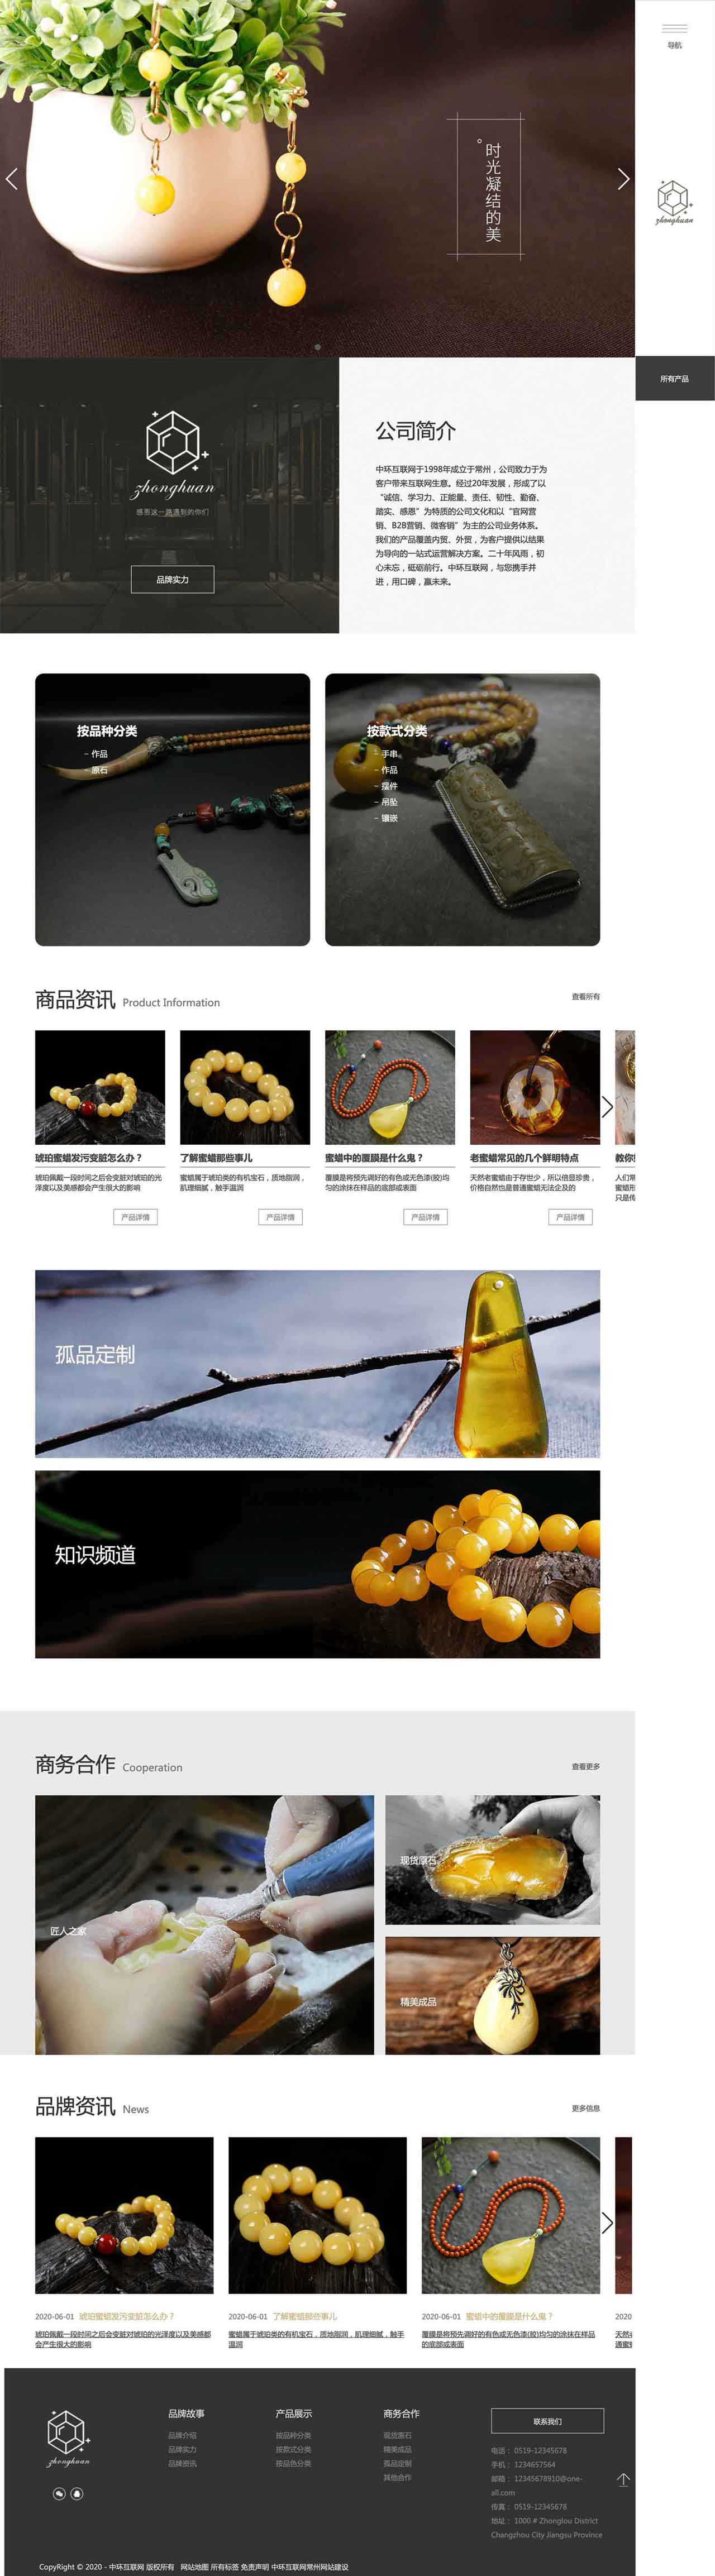 导航
时光凝结的美
zhonghuan
所有产品
zhonghuan
感恩这一路遇到的你们
品牌实力
公司简介
中环互联网于1998年成立于常州，公司致力于为
客户带来互联网生意。经过20年发展，形成了以
“诚信、学习力、正能量、责任、韧性、勤奋、
踏实、感恩”为特质的公司文化和以“官网营
销、B2B营销、微客销”为主的公司业务体系。
我们的产品覆盖内贸、外贸，为客户提供以结果
为导向的一站式运营解决方案。二十年风雨，初
心未忘，砥砺前行。中环互联网，与您携手并
进，用口碑，赢未来。
按品种分类
- 作品
- 原石
按款式分类
- 手串
- 作品
- 摆件
- 吊坠
- 镶嵌
商品资讯 Product Information
查看所有
琥珀蜜蜡发污变脏怎么办？
琥珀佩戴一段时间之后会变脏对琥珀的光
泽度以及美感都会产生很大的影响
产品详情
了解蜜蜡那些事儿
蜜蜡属于琥珀类的有机宝石，质地脂润，
肌理细腻，触手温润
产品详情
蜜蜡中的覆膜是什么鬼？
覆膜是将预先调好的有色或无色漆(胶)均
匀的涂抹在样品的底部或表面
产品详情
老蜜蜡常见的几个鲜明特点
天然老蜜蜡由于存世少，所以倍显珍贵，
价格自然也是普通蜜蜡无法企及的
产品详情
教你
人们常
蜜蜡形
只是传
孤品定制
知识频道
商务合作 Cooperation
查看更多
匠人之家
现货原石
精美成品
品牌资讯 News
更多信息
2020-06-01 琥珀蜜蜡发污变脏怎么办？
琥珀佩戴一段时间之后会变脏对琥珀的光泽度以及美感都
会产生很大的影响
2020-06-01 了解蜜蜡那些事儿
蜜蜡属于琥珀类的有机宝石，质地脂润，肌理细腻，触手
温润
2020-06-01 蜜蜡中的覆膜是什么鬼？
覆膜是将预先调好的有色或无色漆(胶)均匀的涂抹在样品
的底部或表面
2020
天然
通蜜
zhonghuan
品牌故事
品牌介绍
品牌实力
品牌资讯
产品展示
按品种分类
按款式分类
按品色分类
商务合作
现货原石
精美成品
孤品定制
其他合作
联系我们
电话： 0519-12345678
手机： 1234657564
邮箱： 12345678910@one-
all.com
传真： 0519-12345678
地址： 1000 # Zhonglou District
Changzhou City Jiangsu Province
CopyRight © 2020 - 中环互联网 版权所有 网站地图 所有标签 免责声明 中环互联网常州网站建设